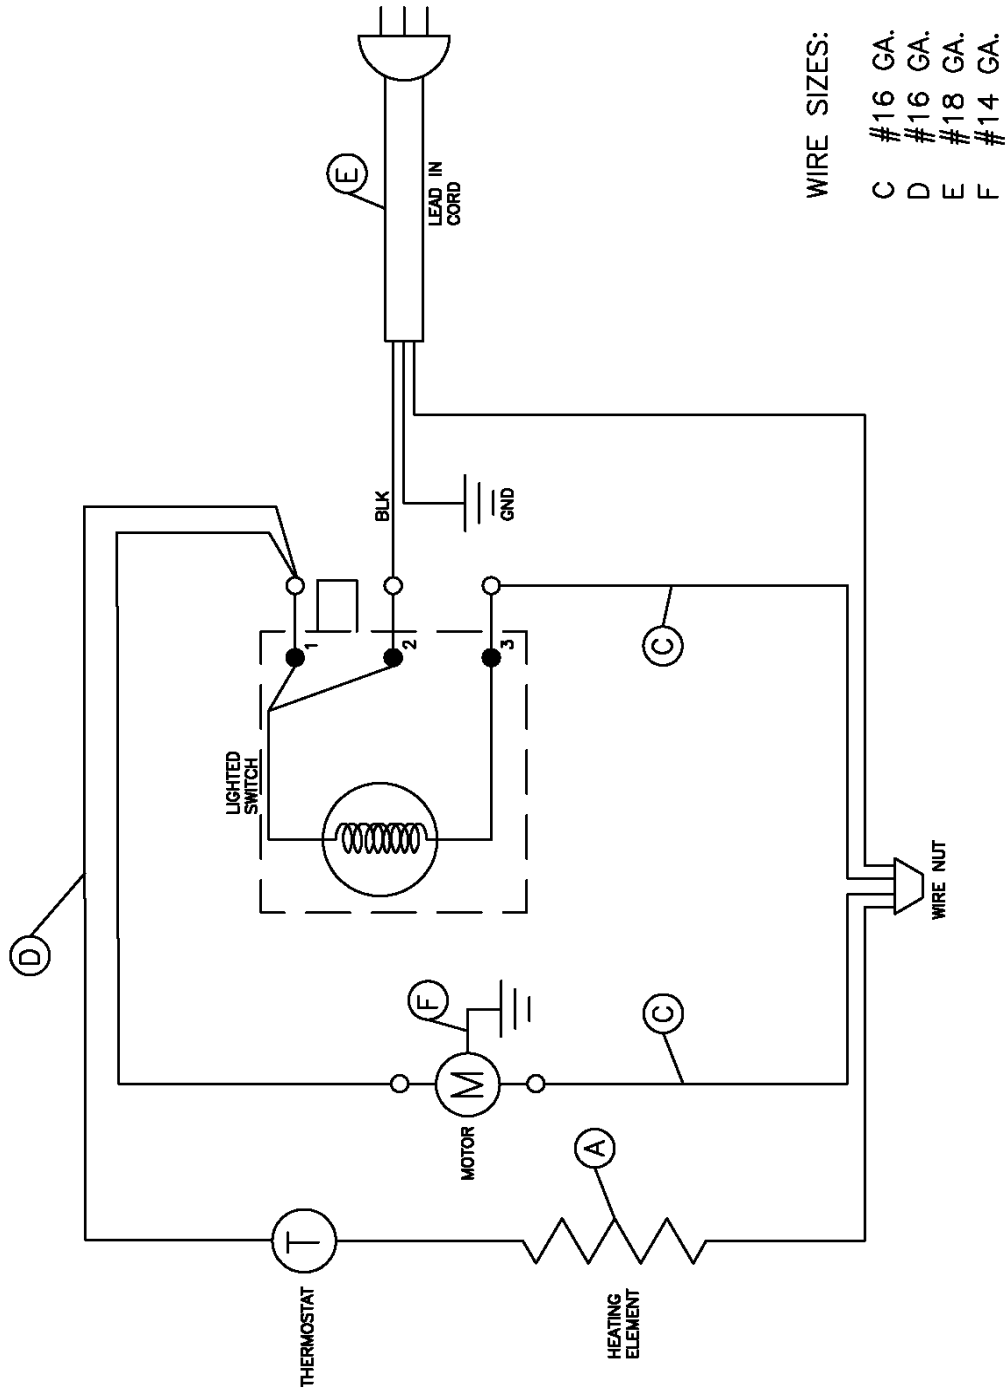 THERMOSTAT
T
HEATING
ELEMENT
A
MOTOR
M
F
C
D
LIGHTED
SWITCH
1
2
3
C
WIRE NUT
BLK
GND
E
LEAD IN
CORD
WIRE SIZES:
C #16 GA.
D #16 GA.
E #18 GA.
F #14 GA.